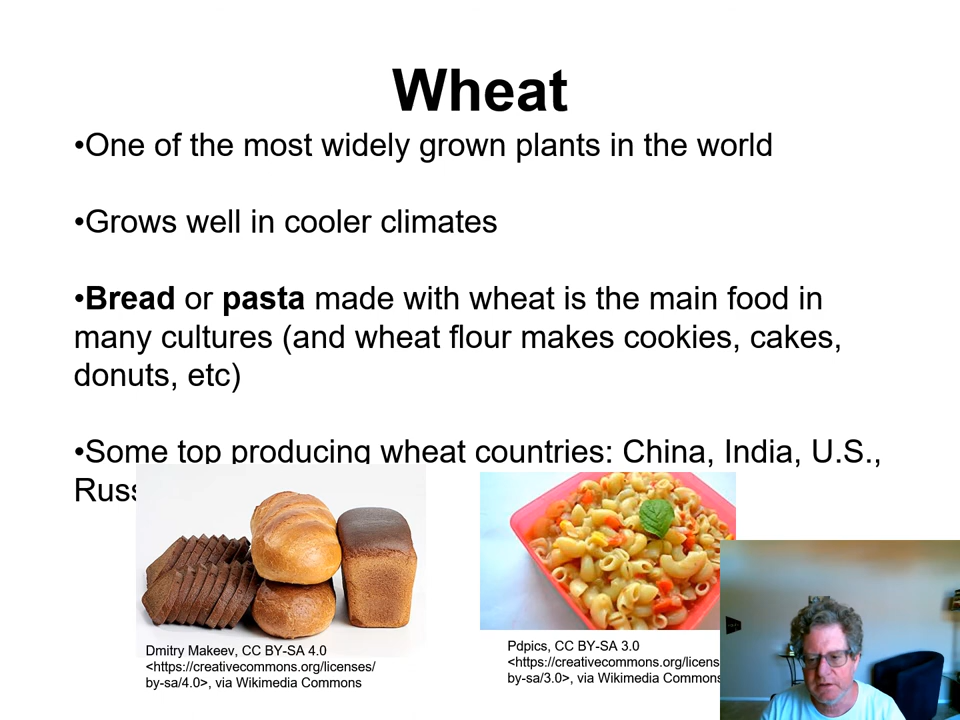 Wheat
•One of the most widely grown plants in the world
•Grows well in cooler climates
•Bread or pasta made with wheat is the main food in
many cultures (and wheat flour makes cookies, cakes,
donuts, etc)
•Some top producing wheat countries: China, India, U.S.,
Dmitry Makeev, CC BY-SA 4.0
<https://creativecommons.org/licenses/
by-sa/4.0>, via Wikimedia Commons
Pdpics, CC BY-SA 3.0
<https://creativecommons.org/licens
by-sa/3.0>, via Wikimedia Commons